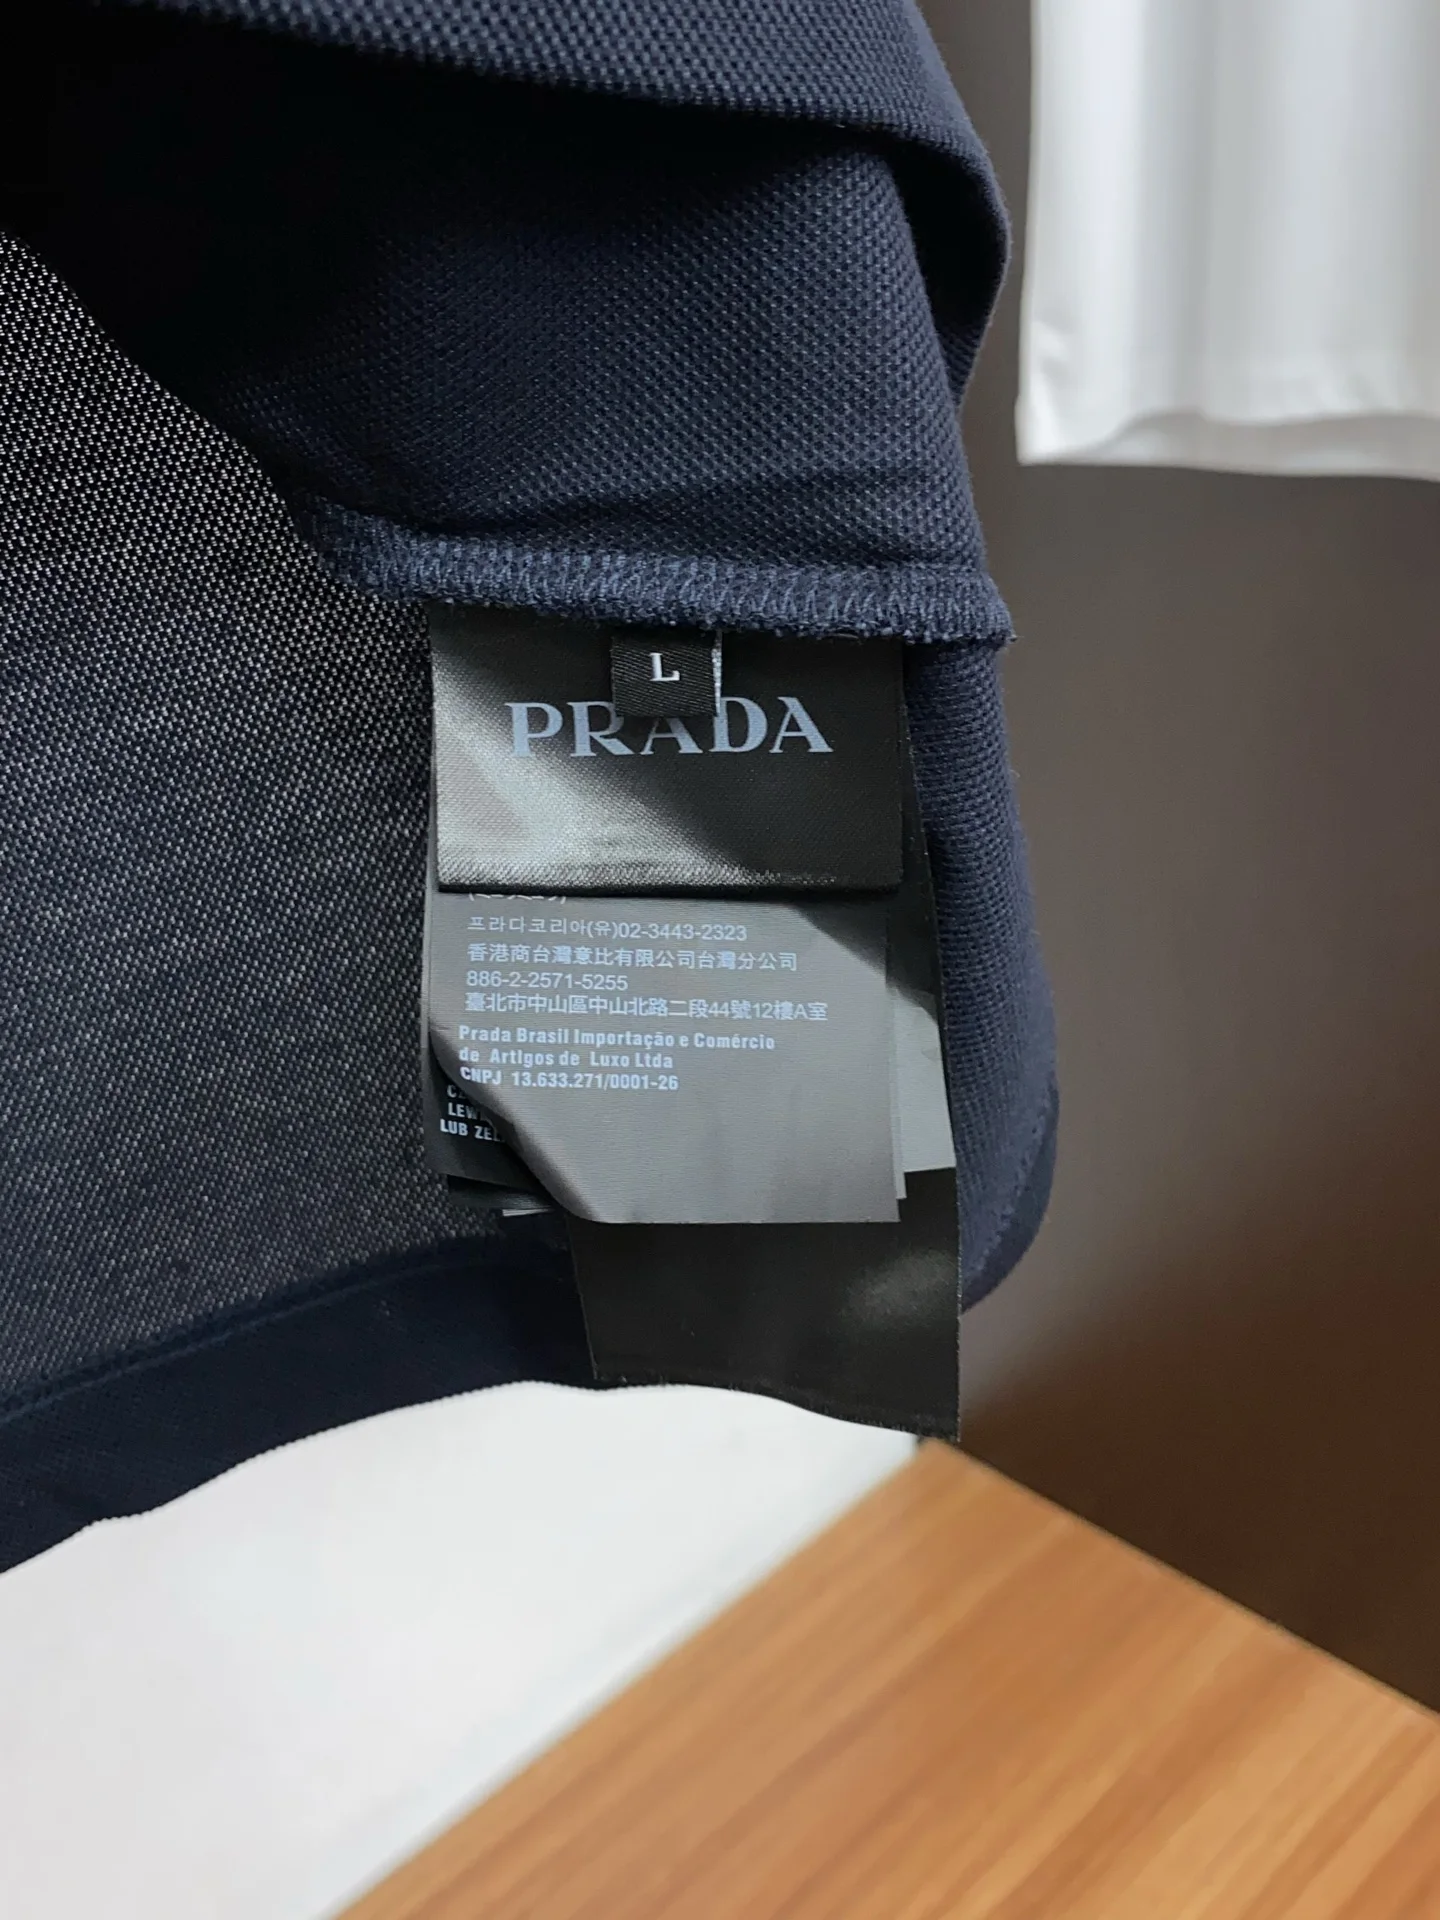 L
PRADA
프라다코리아(유)02-3443-2323
香港商台灣意比有限公司台灣分公司
886-2-2571-5255
臺北市中山區中山北路二段44號12樓A室
Prada Brasil Importação e Comércio
de Artigos de Luxo Ltda
CNPJ 13.633.271/0001-26
LUB